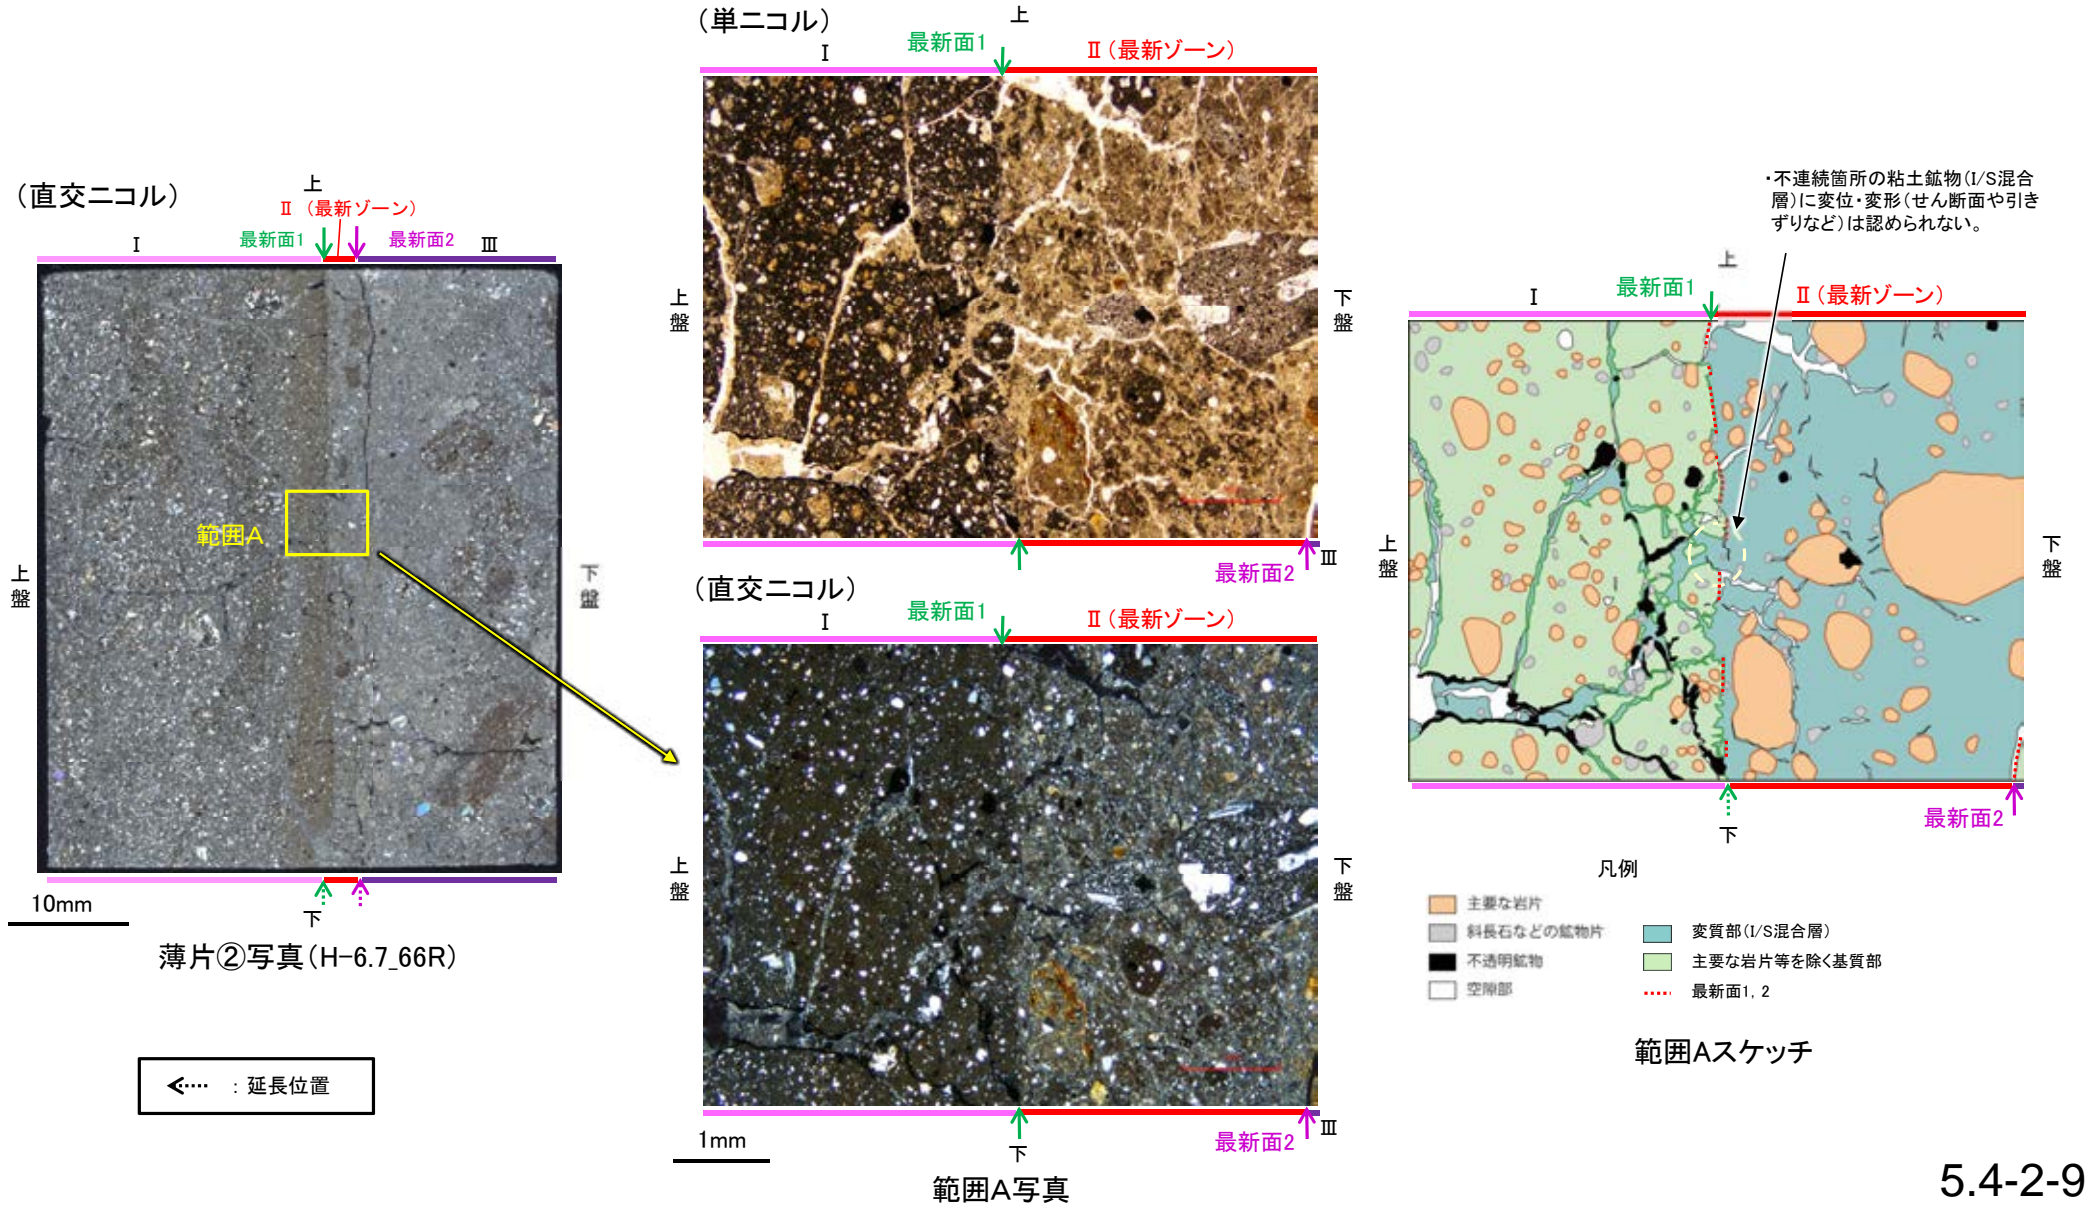 （直交ニコル）
上
Ⅱ （最新ゾーン）
Ⅰ
最新面1
最新面2
Ⅲ
範囲A
上盤
下盤
下
10mm
薄片②写真（H-6.7_66R）
：延長位置
（単ニコル）
上
Ⅰ
最新面1
Ⅱ（最新ゾーン）
上盤
下盤
最新面2
Ⅲ
（直交ニコル）
Ⅰ
最新面1
Ⅱ（最新ゾーン）
上盤
下盤
最新面2
Ⅲ
下
1mm
範囲A写真
・不連続箇所の粘土鉱物（I/S混合
層）に変位・変形（せん断面や引き
ずりなど）は認められない。
上
Ⅰ
最新面1
Ⅱ（最新ゾーン）
上盤
下盤
最新面2
下
凡例
主要な岩片
斜長石などの鉱物片
不透明鉱物
空隙部
変質部（I/S混合層）
主要な岩片等を除く基質部
最新面1，2
範囲Aスケッチ
5.4-2-9